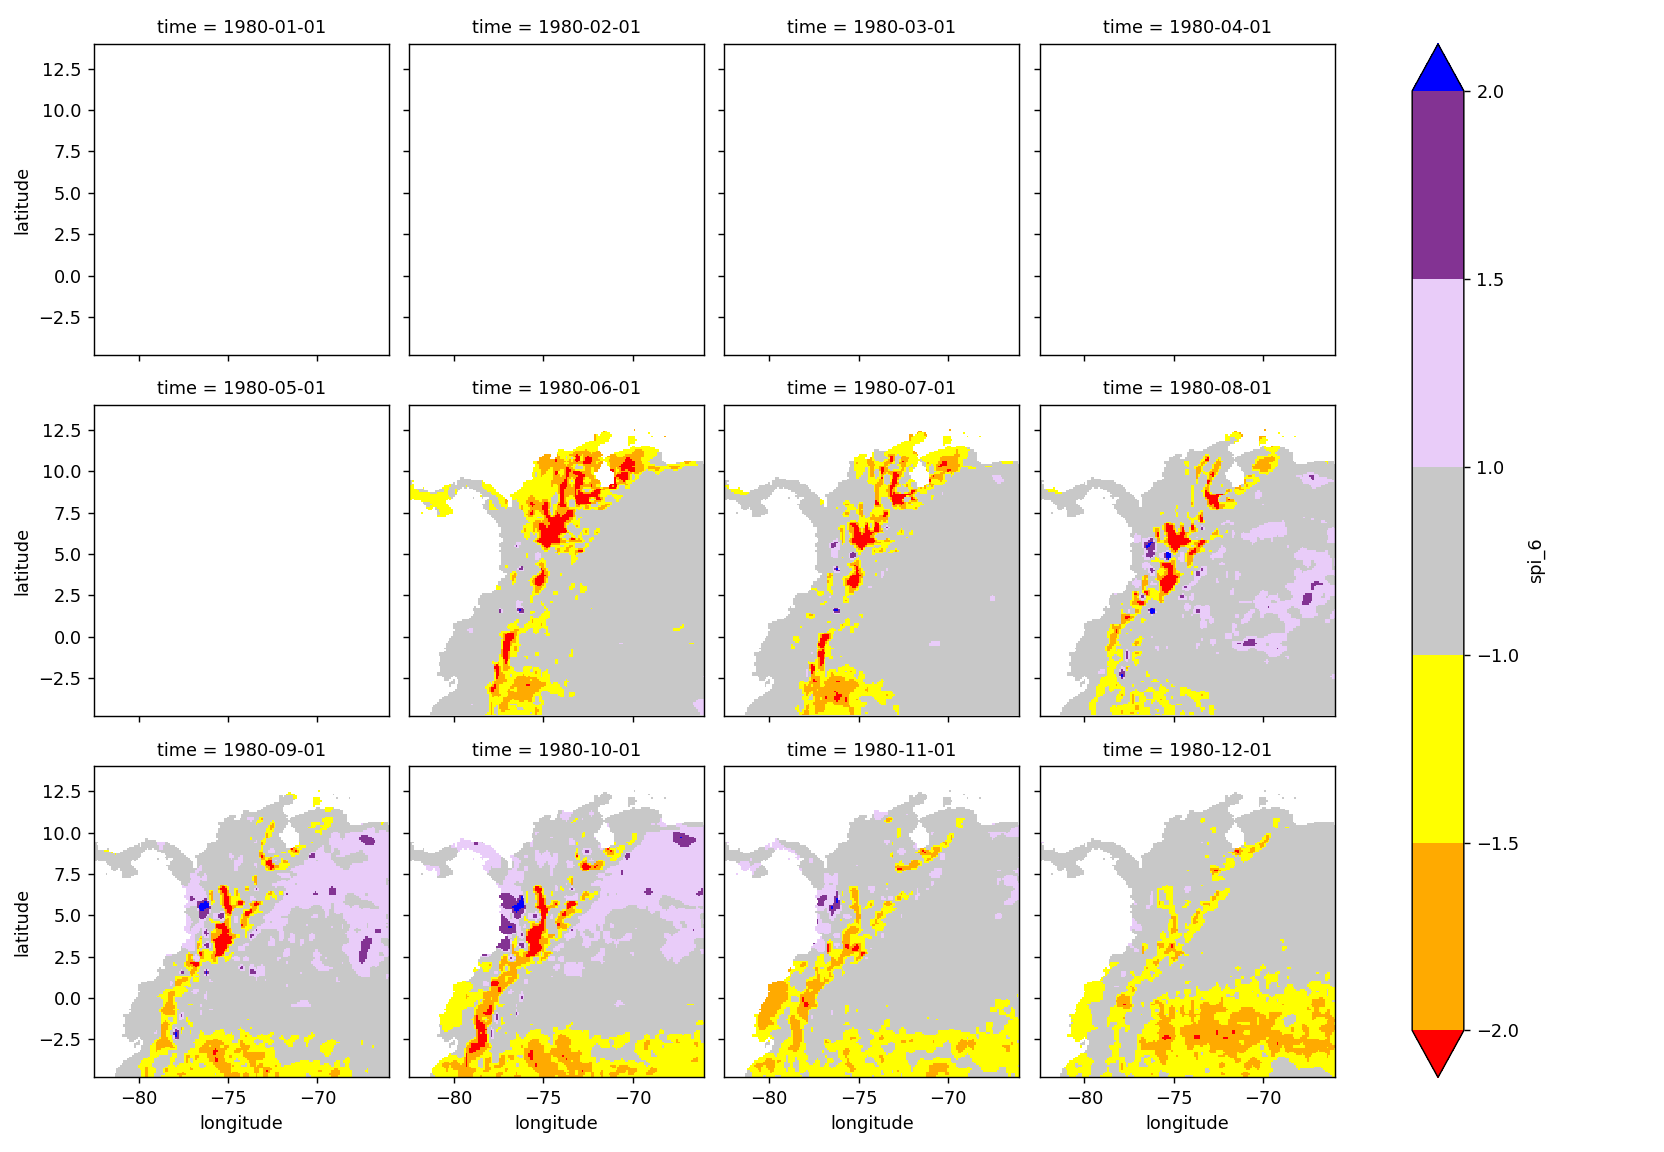 time = 1980-01-01
time = 1980-02-01
time = 1980-03-01
time = 1980-04-01
12.5
10.0
7.5
5.0
2.5
0.0
−2.5
latitude
time = 1980-05-01
time = 1980-06-01
time = 1980-07-01
time = 1980-08-01
12.5
10.0
7.5
5.0
2.5
0.0
−2.5
latitude
time = 1980-09-01
time = 1980-10-01
time = 1980-11-01
time = 1980-12-01
12.5
10.0
7.5
5.0
2.5
0.0
−2.5
latitude
−80 −75 −70
longitude
−80 −75 −70
longitude
−80 −75 −70
longitude
−80 −75 −70
longitude
2.0
1.5
1.0
−1.0
−1.5
−2.0
spi_6